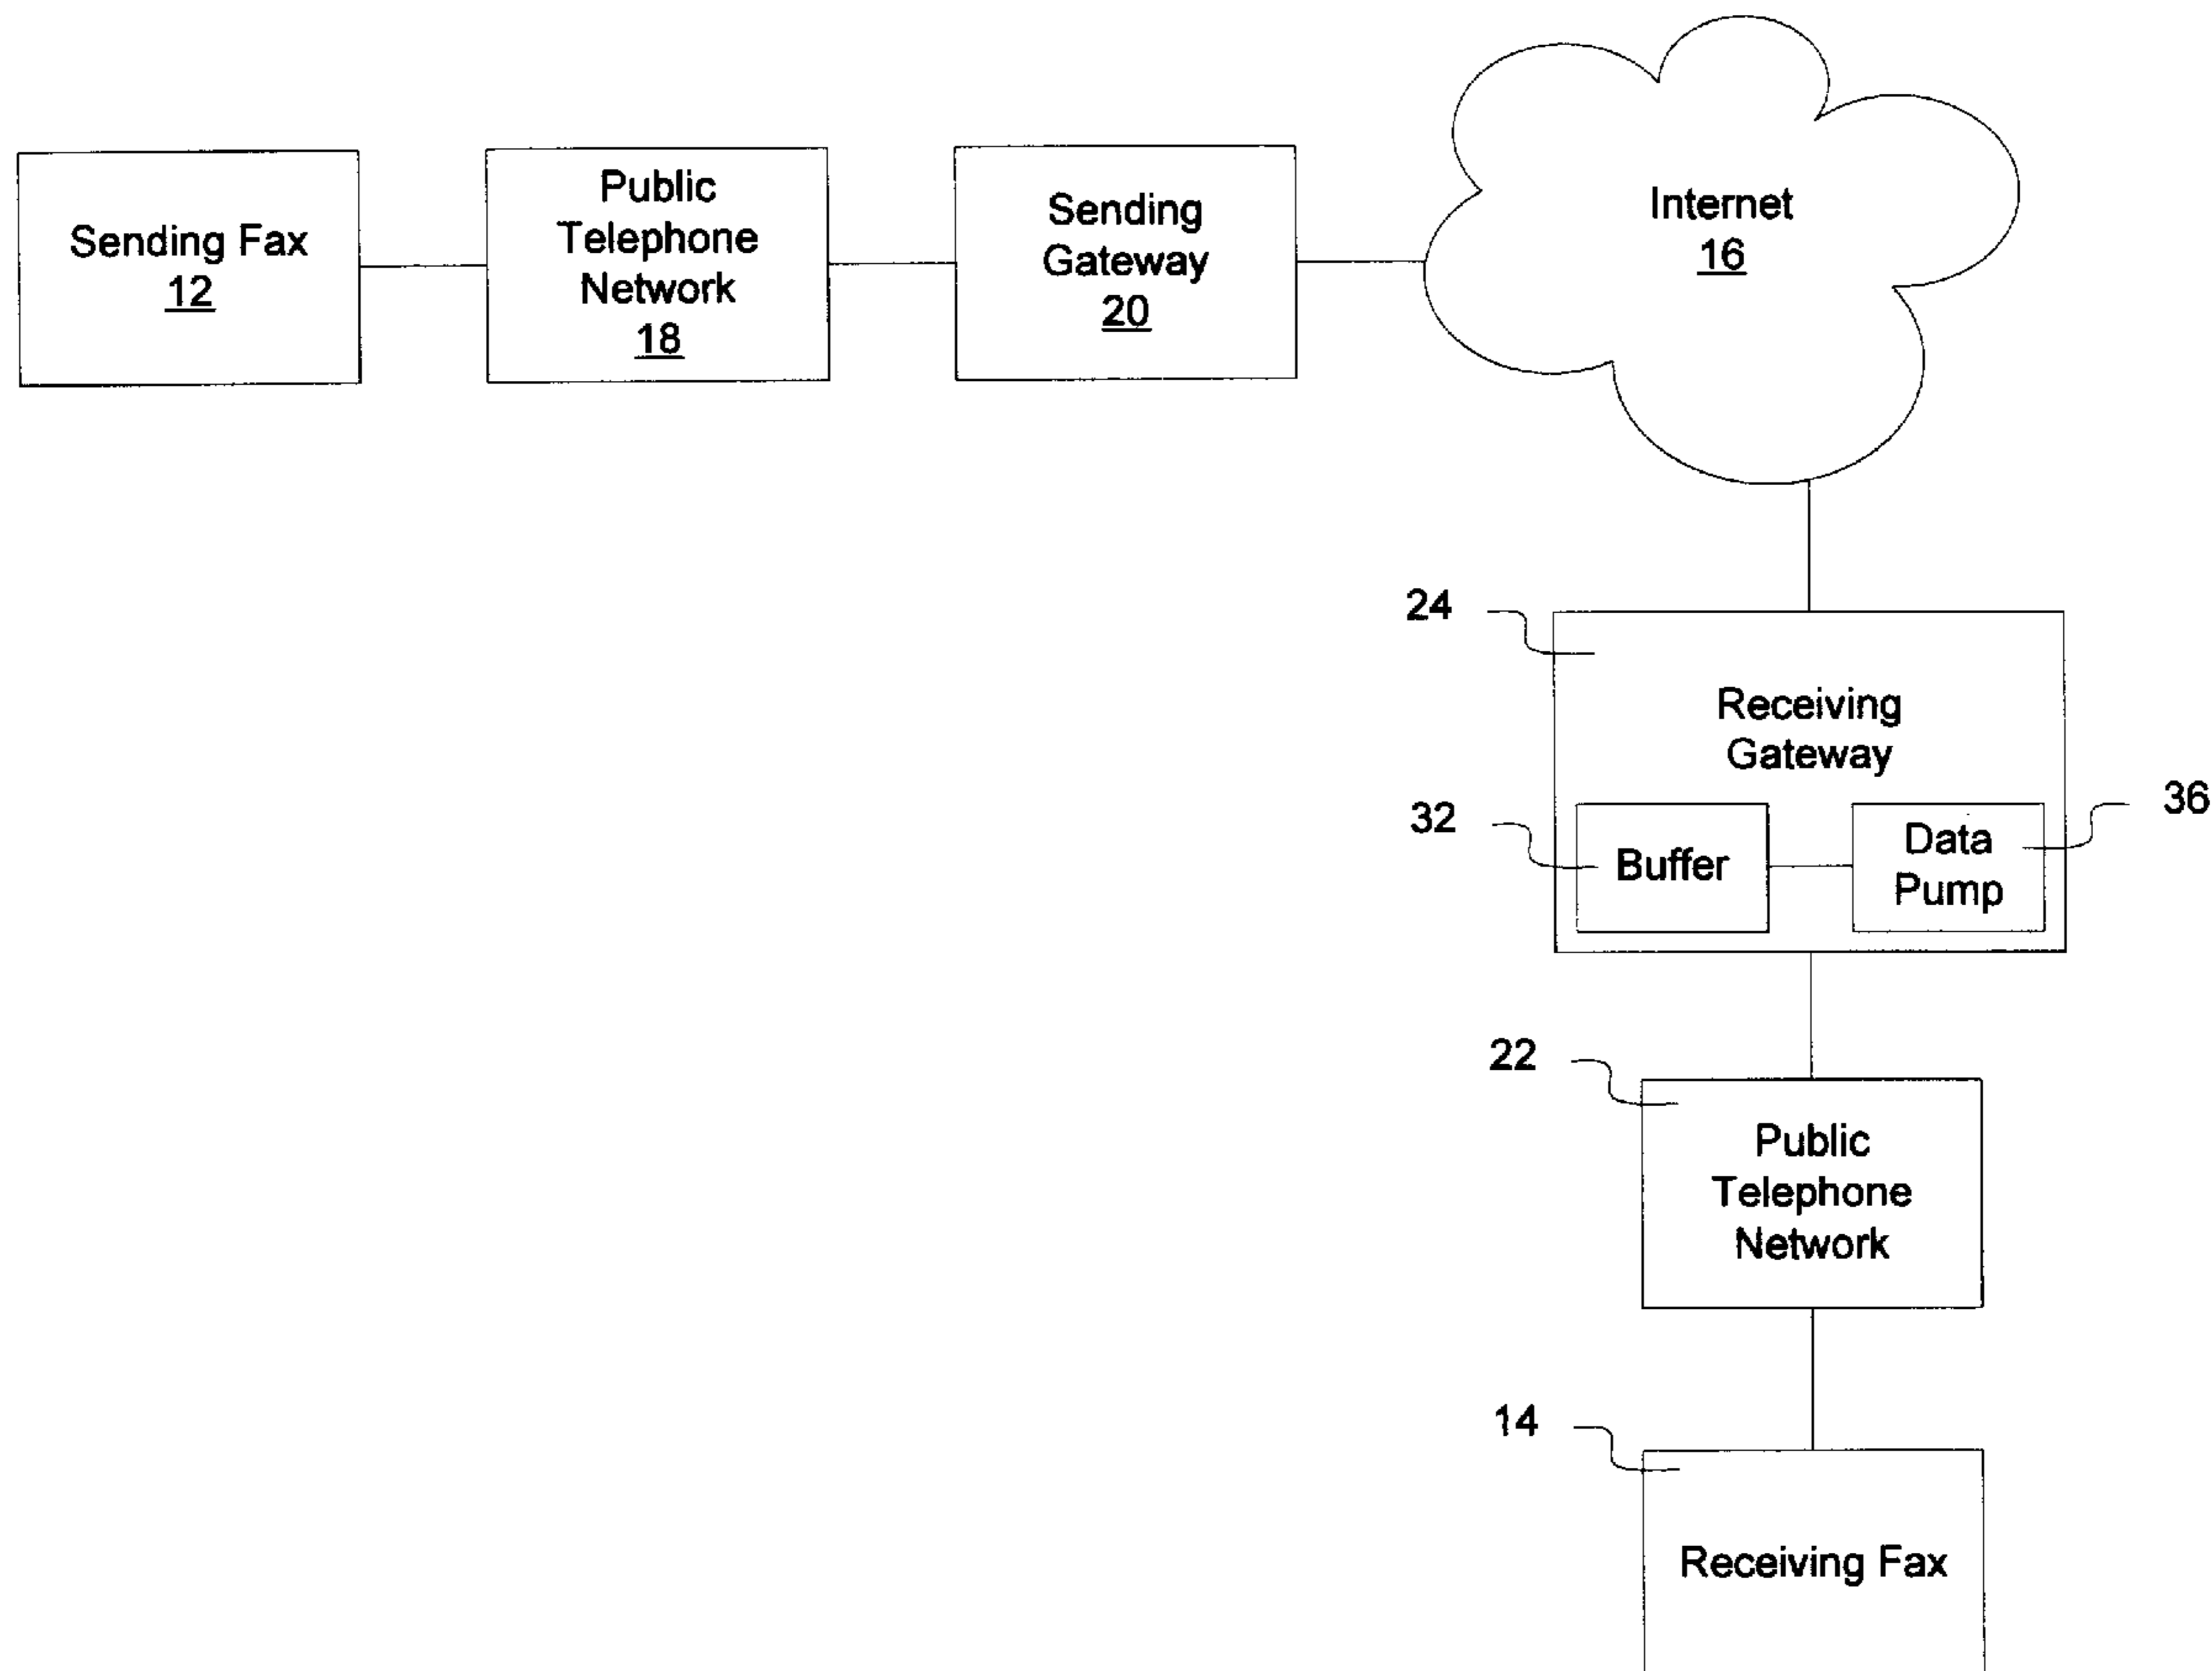 Sending Fax
12
Public
Telephone
Network
18
Sending
Gateway
20
Internet
16
24
Receiving
Gateway
32
Buffer
Data
Pump
36
22
Public
Telephone
Network
14
Receiving Fax